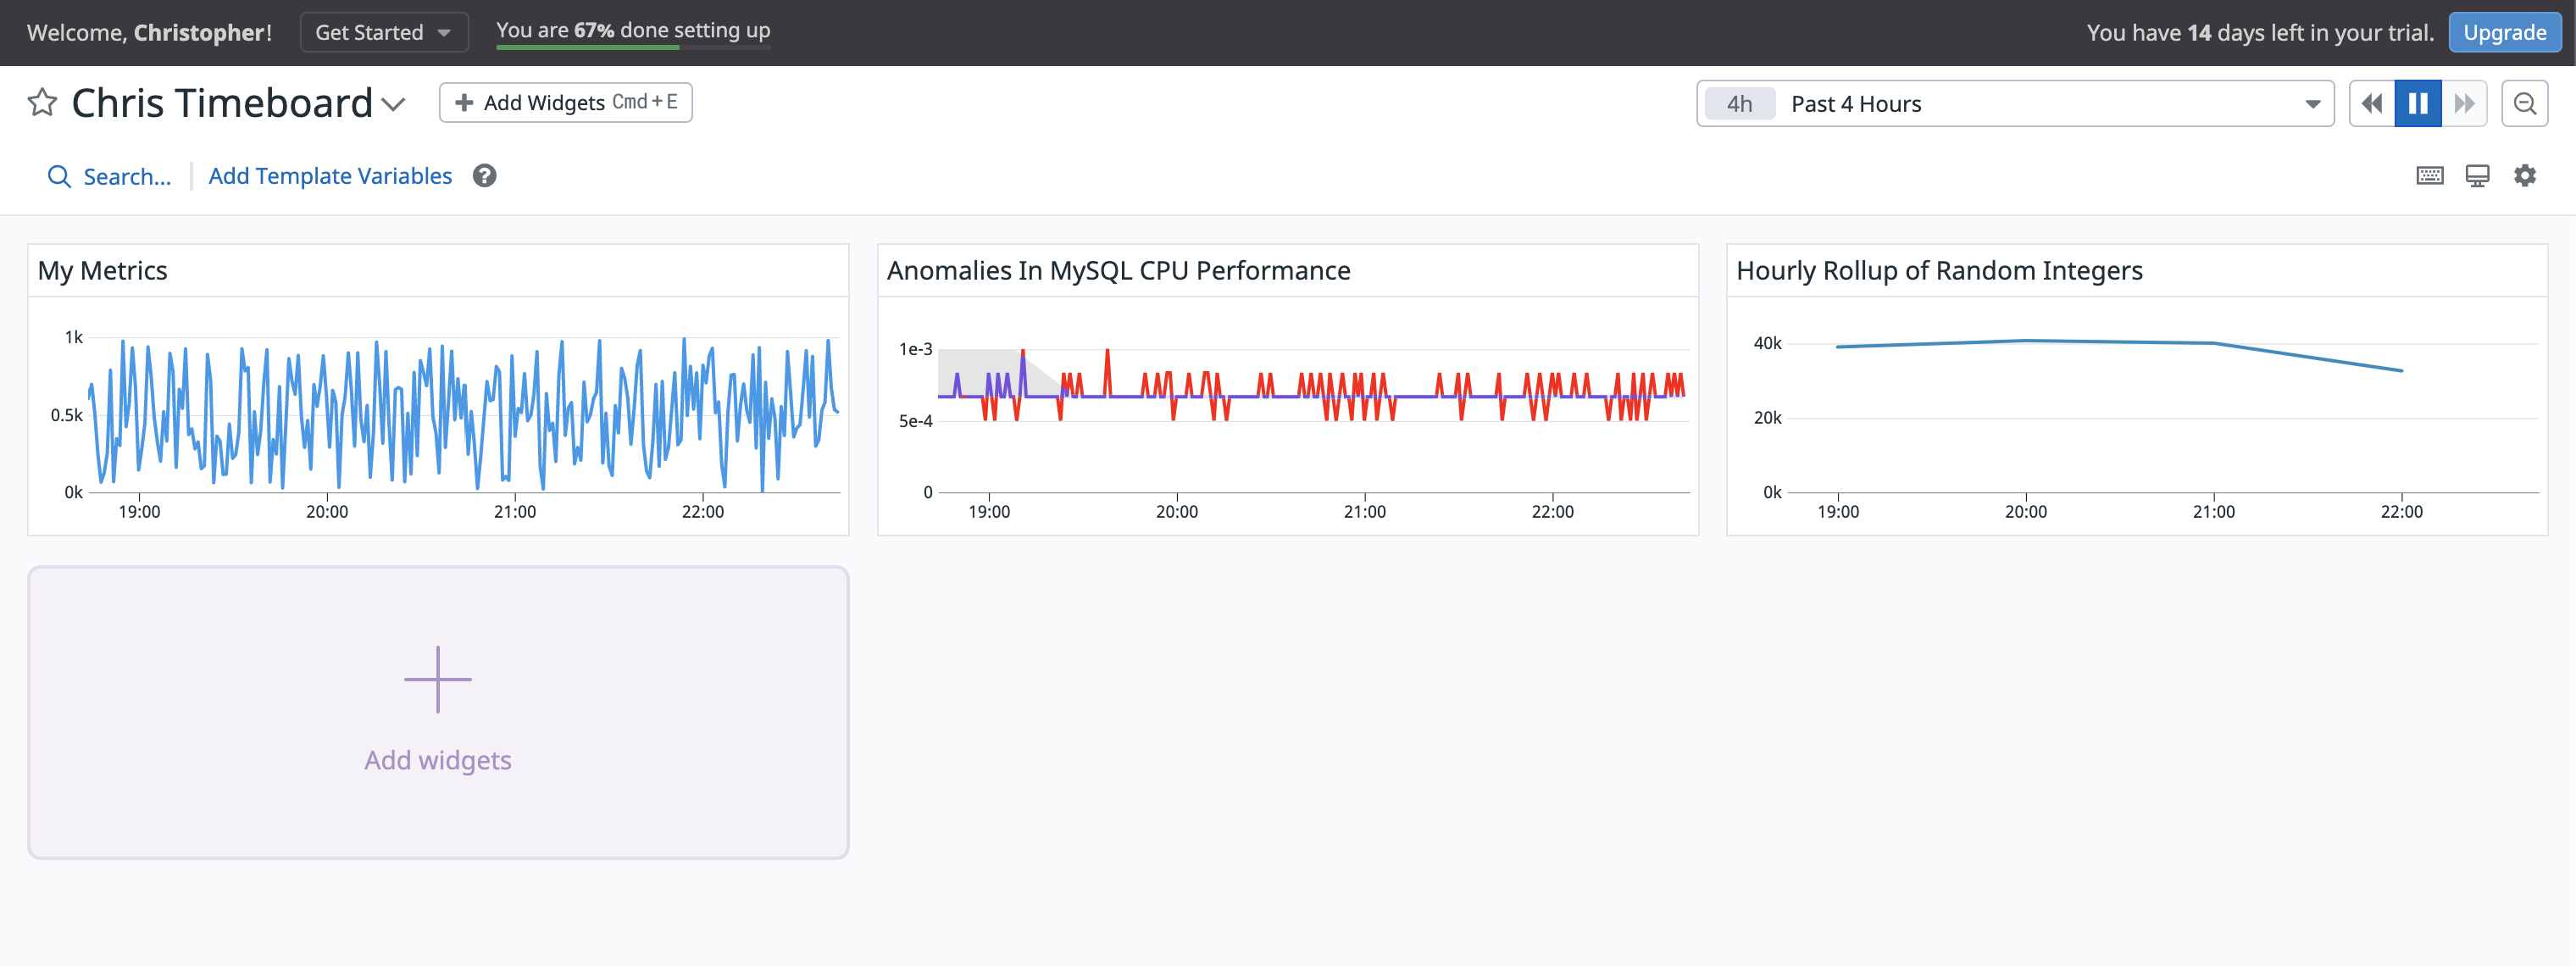 Welcome, Christopher! Get Started You are 67% done setting up You have 14 days left in your trial. Upgrade
Chris Timeboard Add Widgets Cmd+E 4h Past 4 Hours
Search... Add Template Variables ?
My Metrics
1k
0.5k
0k
19:00 20:00 21:00 22:00
Anomalies In MySQL CPU Performance
1e-3
5e-4
0
19:00 20:00 21:00 22:00
Hourly Rollup of Random Integers
40k
20k
0k
19:00 20:00 21:00 22:00
Add widgets